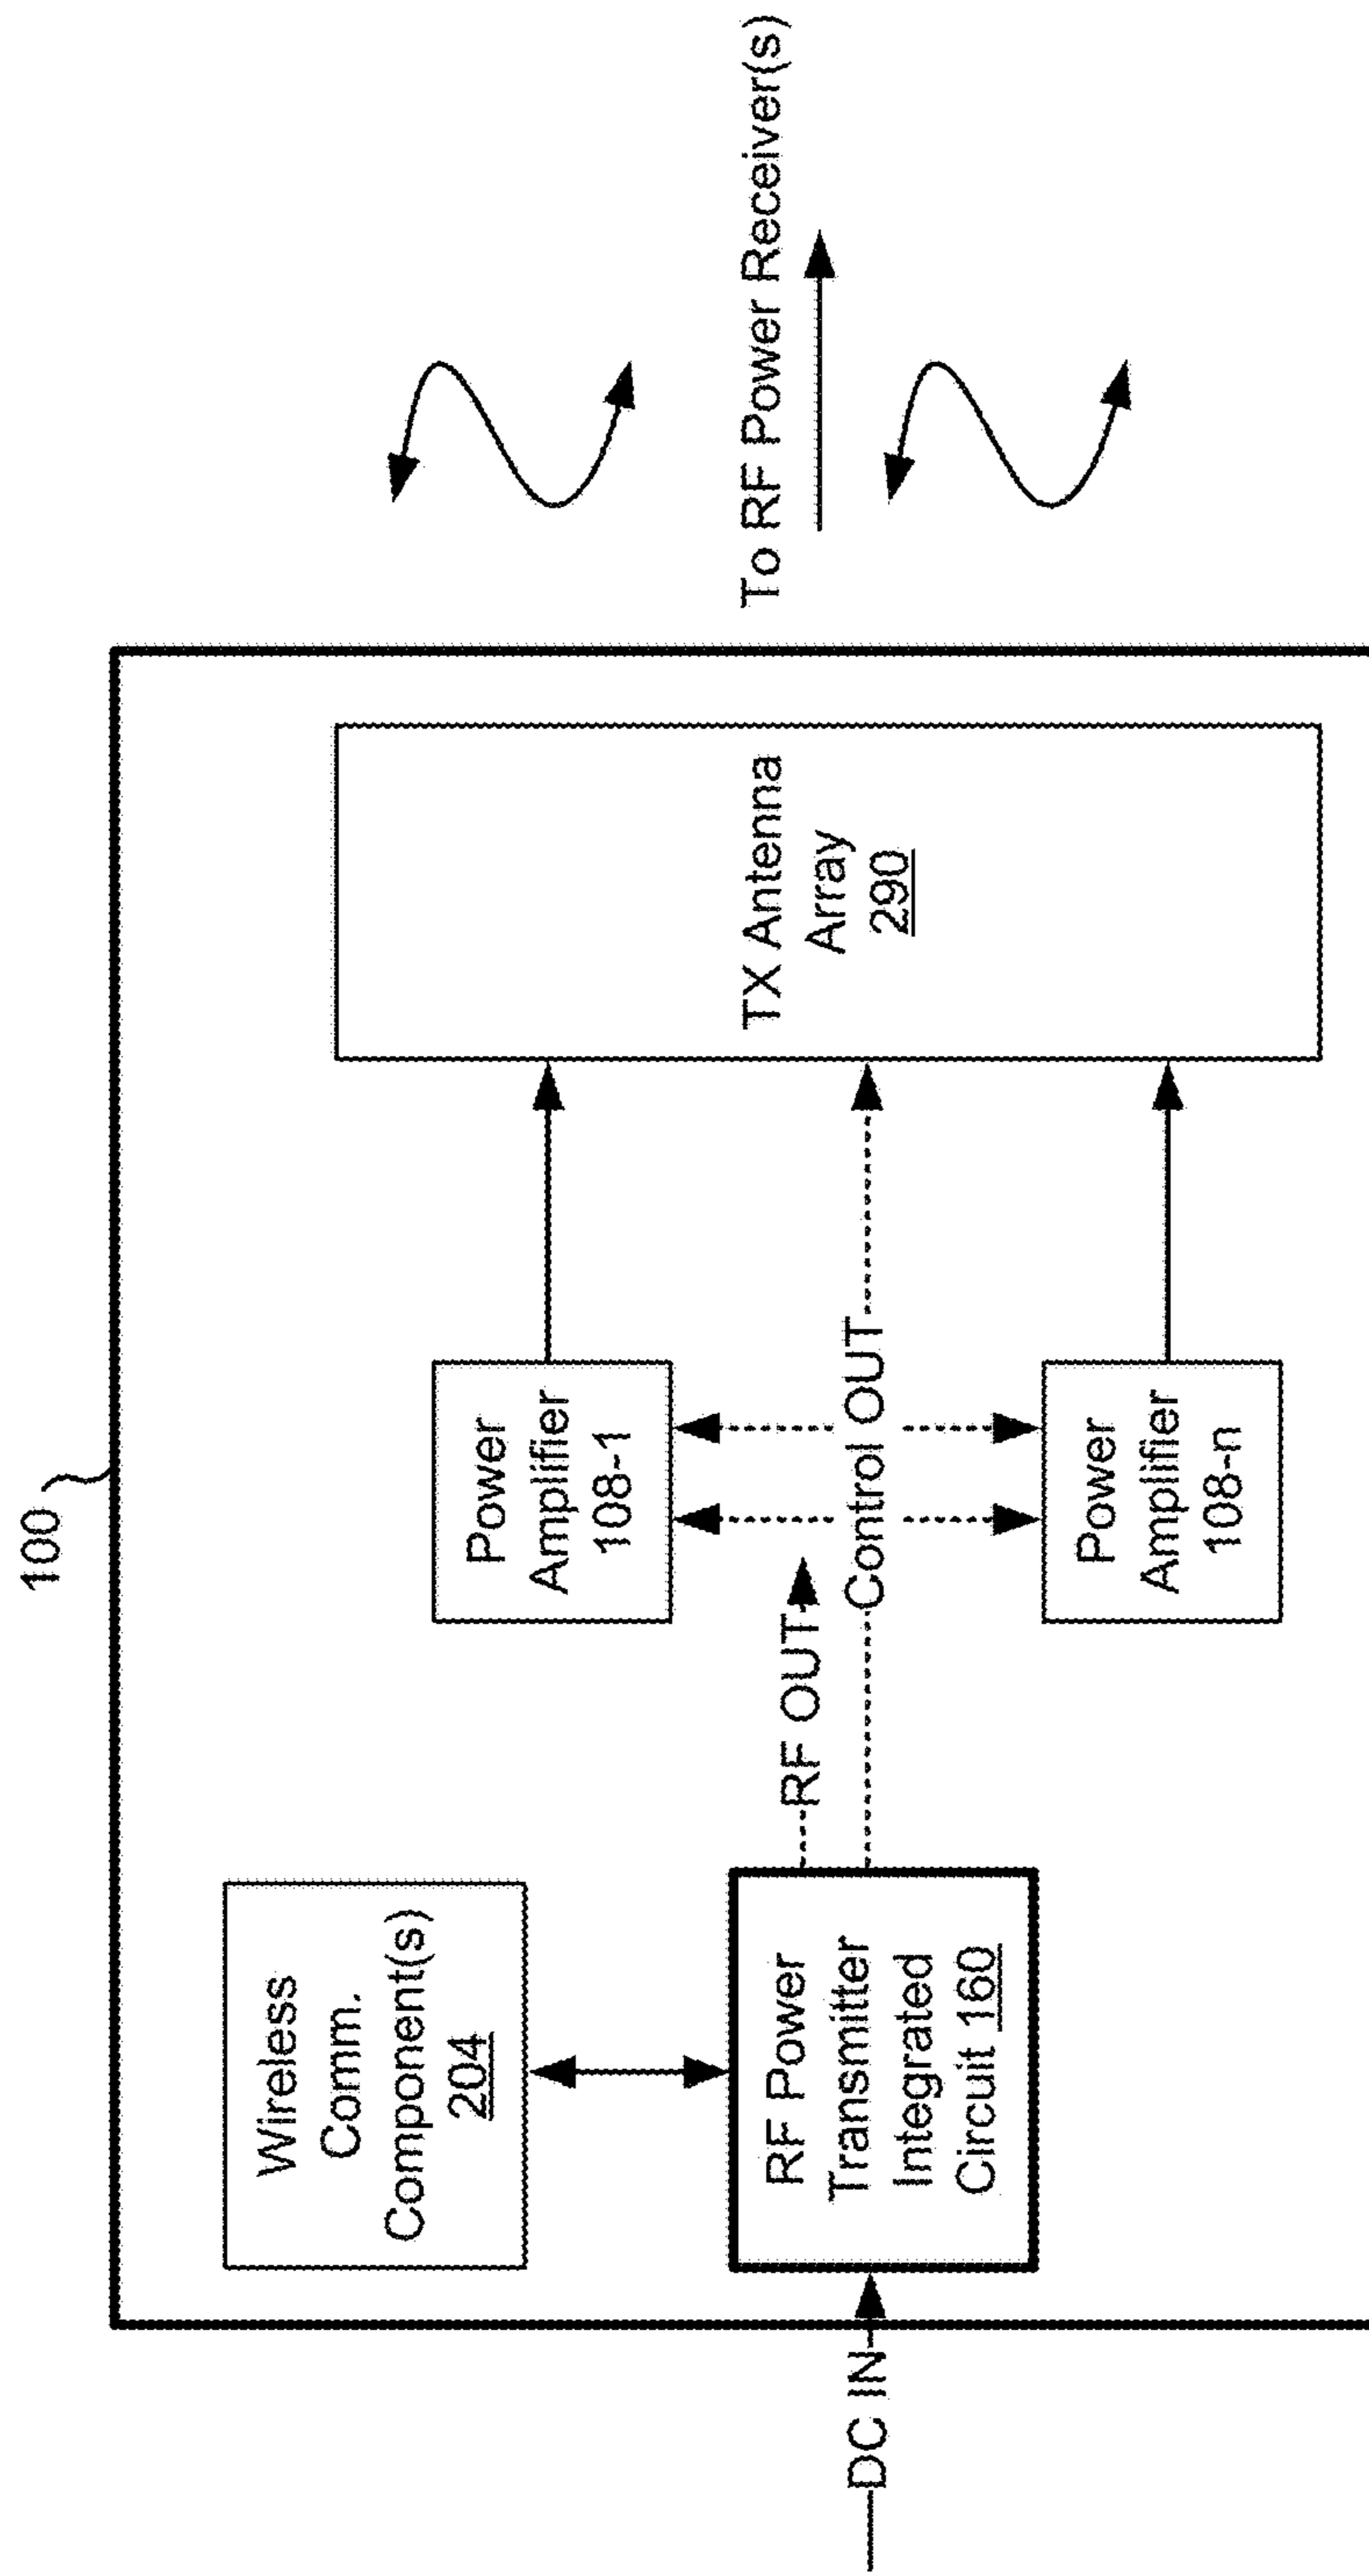 100
Wireless
Comm.
Component(s)
204
DC IN
RF Power
Transmitter
Integrated
Circuit 160
RF OUT
Control OUT
Power
Amplifier
108-1
Power
Amplifier
108-n
TX Antenna
Array
290
To RF Power Receiver(s)